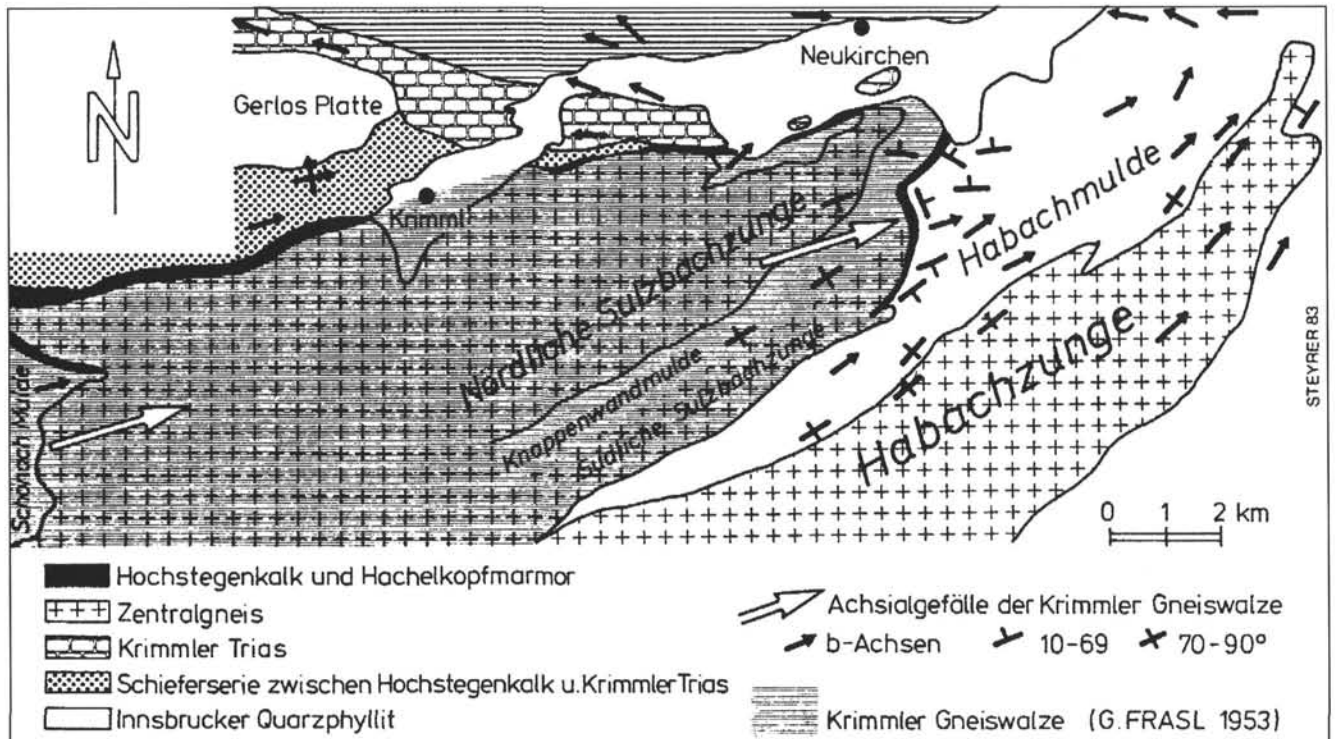 N
Gerlos Platte
Neukirchen
Krimml
Habachmulde
Nördliche Sulzbachzunge
Knappenwandmulde
Südliche Sulzbachzunge
Habachzunge
Schönach Mulde
STEYRER 83
0 1 2 km
Hochstegenkalk und Hachelkopfmarmor
Zentralgneis
Krimmler Trias
Schieferserie zwischen Hochstegenkalk u. Krimmler Trias
Innsbrucker Quarzphyllit
Achsialgefälle der Krimmler Gneiswalze
b-Achsen 10-69 70-90°
Krimmler Gneiswalze (G. FRASL 1953)